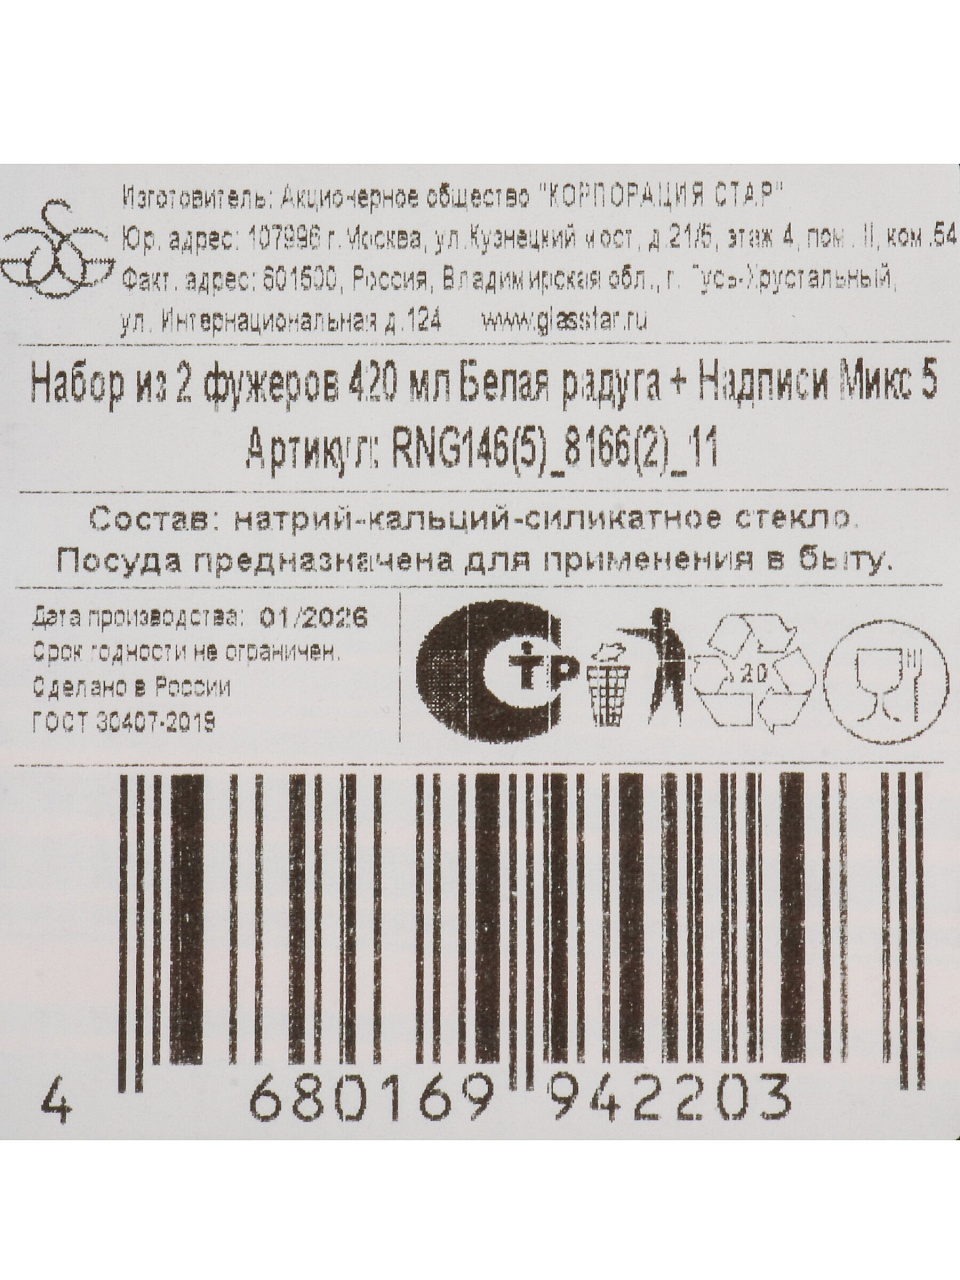 Изготовитель: Акционерное общество "КОРПОРАЦИЯ СТАР"
Юр. адрес: 107996 г. Москва, ул.Кузнецкий мост, д.21/5, этаж 4, пом. II, ком.54
Факт. адрес: 601500, Россия, Владимирская обл., г. Гусь-Хрустальный,
ул. Интернациональная д.124 www.glasstar.ru
Набор из 2 фужеров 420 мл Белая радуга + Надписи Микс 5
Артикул: RNG146(5)_8166(2)_11
Состав: натрий-кальций-силикатное стекло.
Посуда предназначена для применения в быту.
Дата производства: 01/2026
Срок годности не ограничен.
Сделано в России
ГОСТ 30407-2019
СТР
20
4 680169 942203